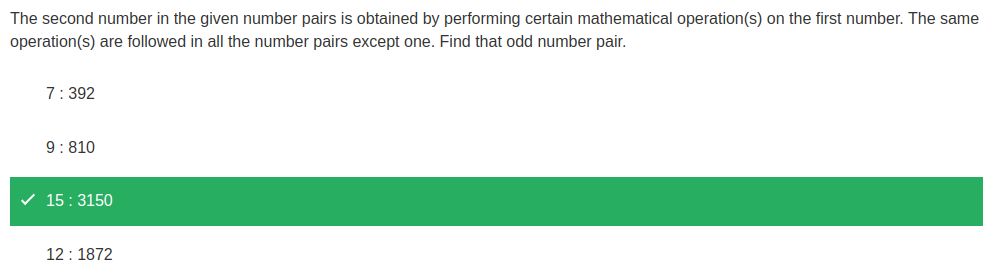 The second number in the given number pairs is obtained by performing certain mathematical operation(s) on the first number. The same
operation(s) are followed in all the number pairs except one. Find that odd number pair.
7 : 392
9 : 810
15 : 3150
12 : 1872